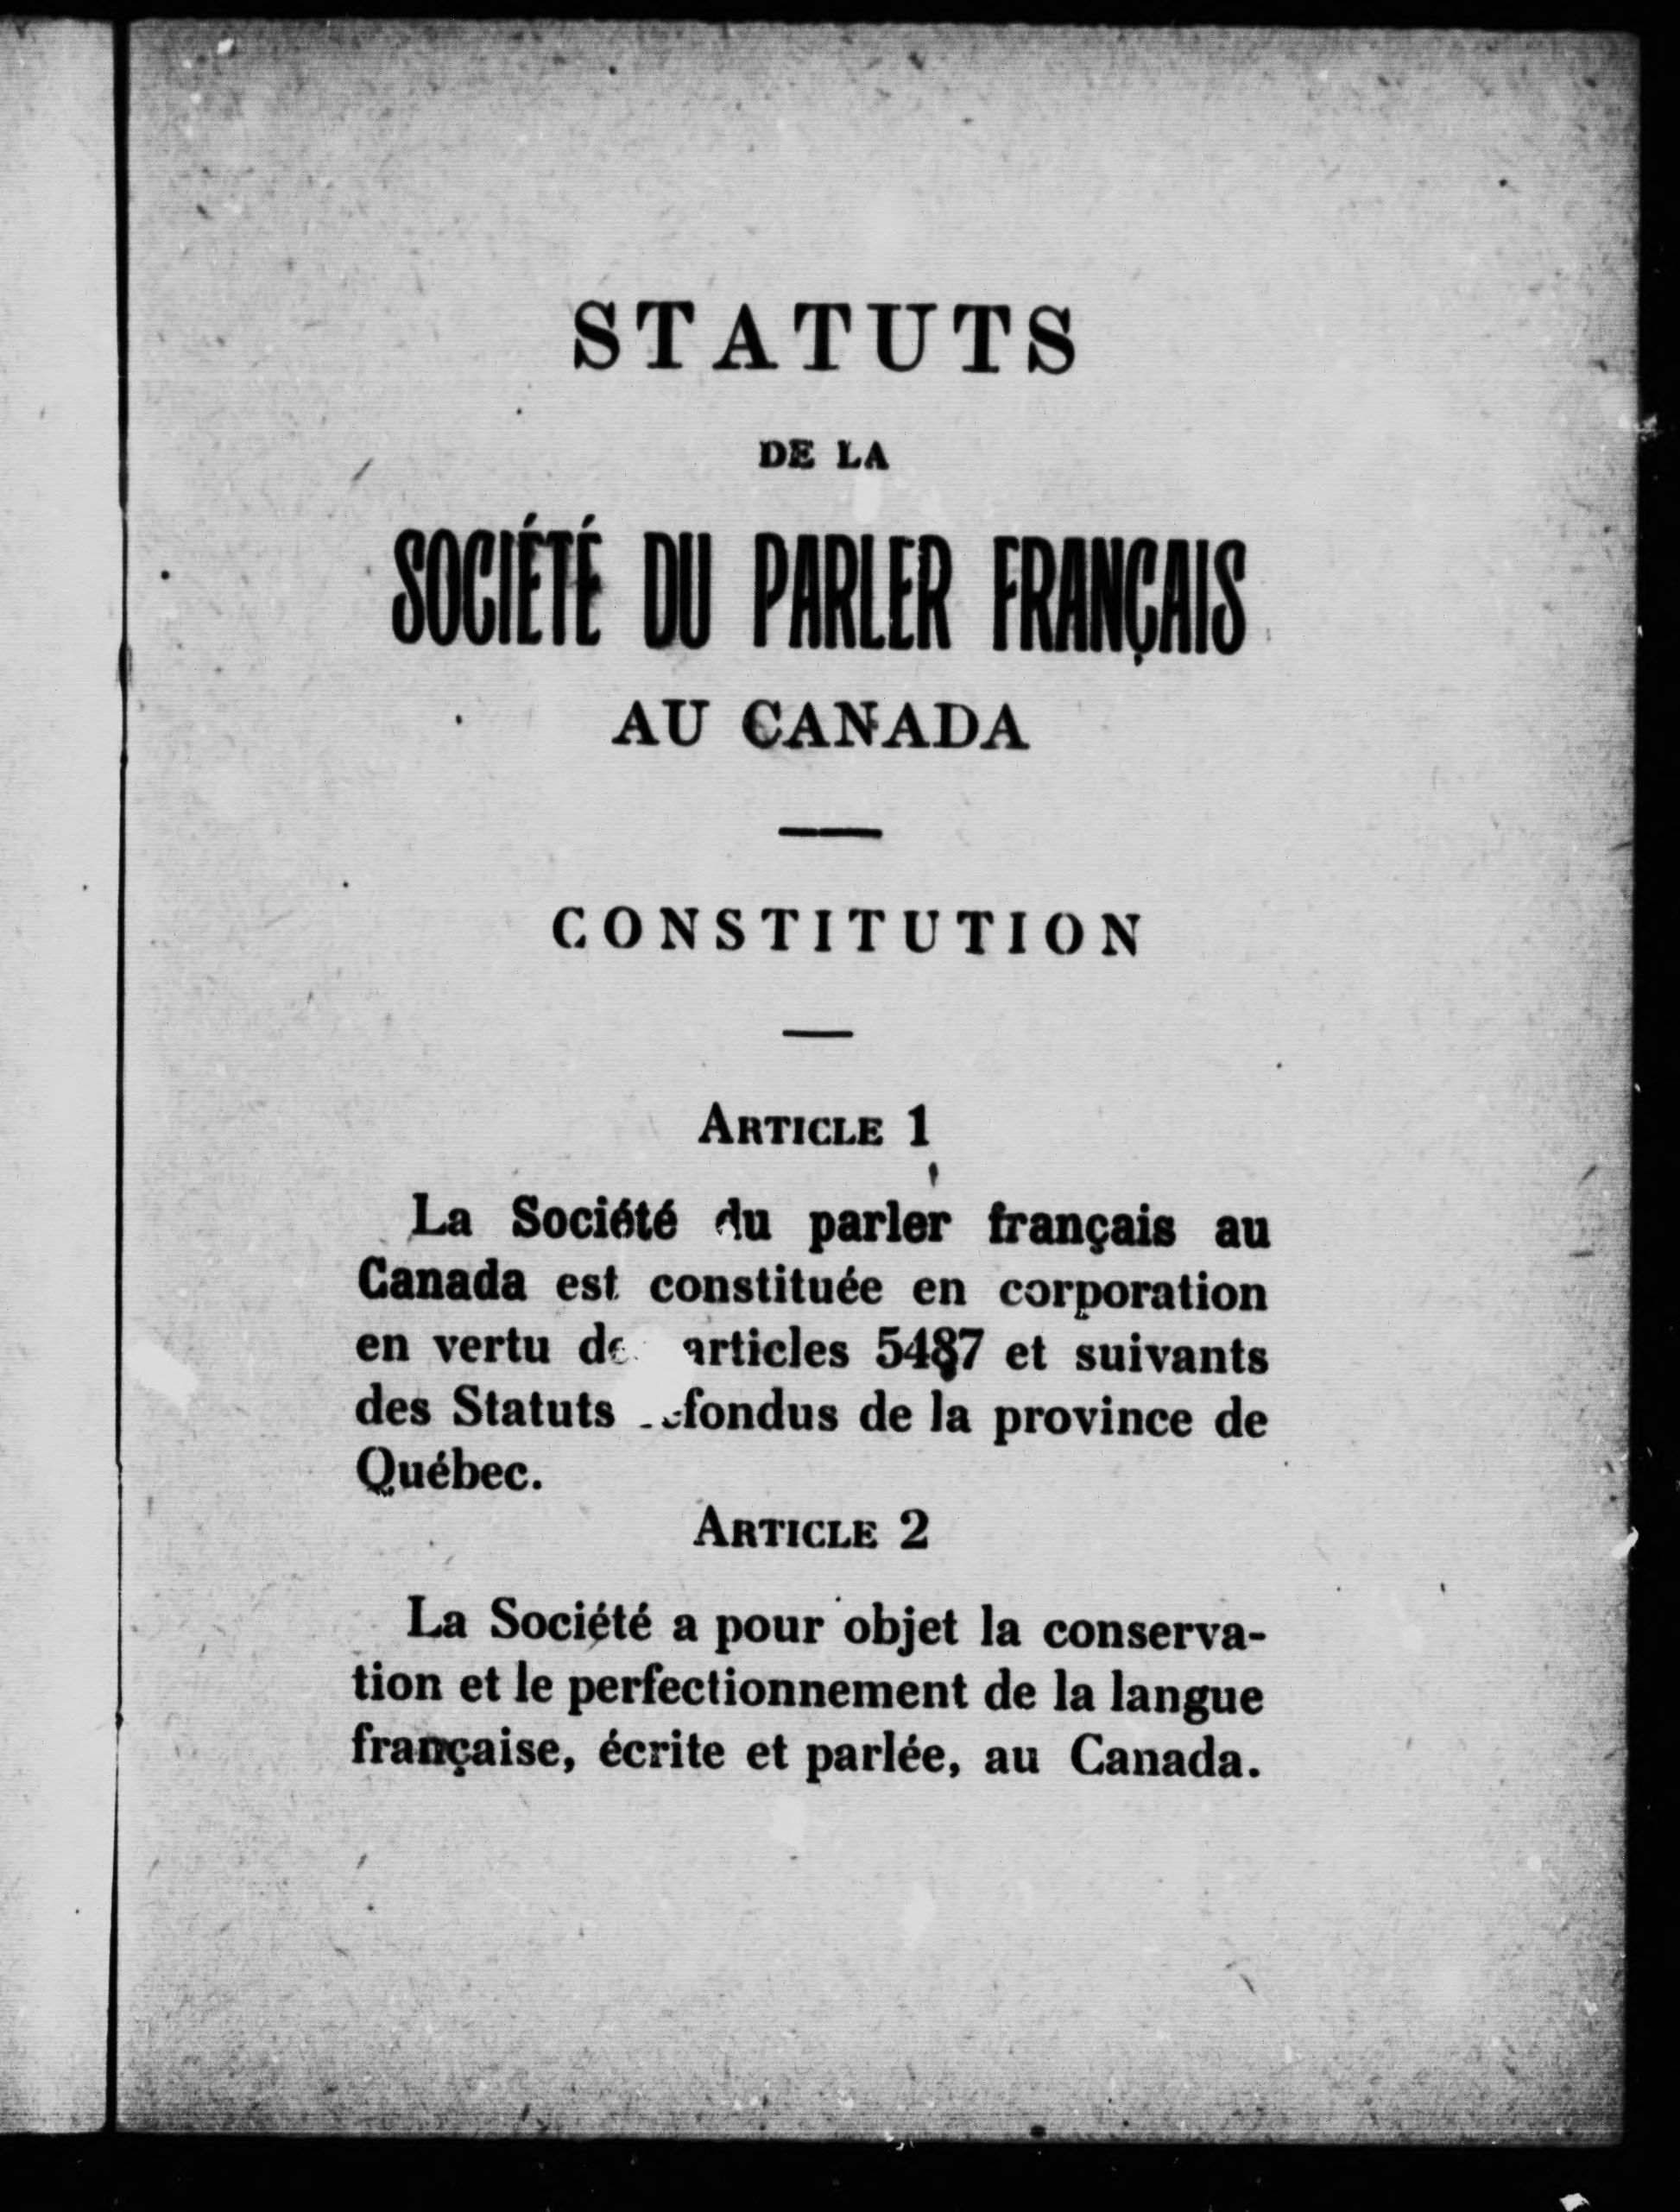 STATUTS
DE LA
SOCIÉTÉ DU PARLER FRANÇAIS
AU CANADA
CONSTITUTION
ARTICLE 1
La Société du parler français au
Canada est constituée en corporation
en vertu articles 5487 et suivants
des Statuts de la province de
Québec.
ARTICLE 2
La Société a pour objet la conserva-
tion et le perfectionnement de la langue
française, écrite et parlée, au Canada.